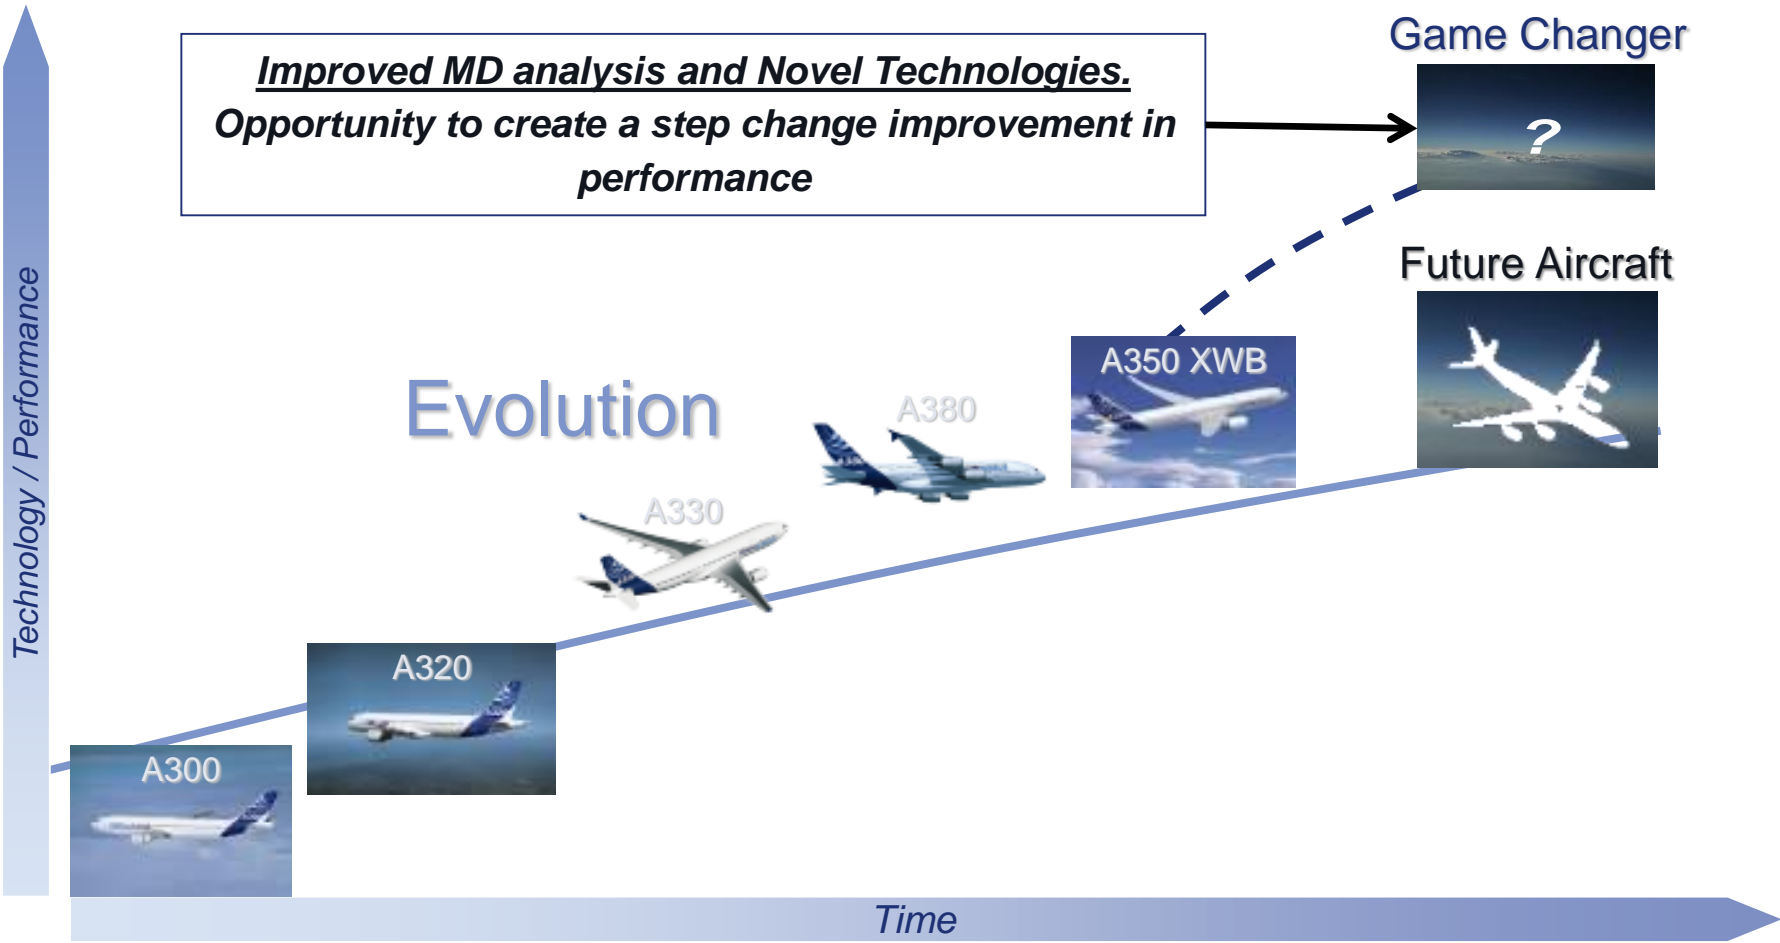 Game Changer
Improved MD analysis and Novel Technologies.
Opportunity to create a step change improvement in
performance
?
Future Aircraft
Technology / Performance
Evolution
A350 XWB
A380
A330
A320
A300
Time